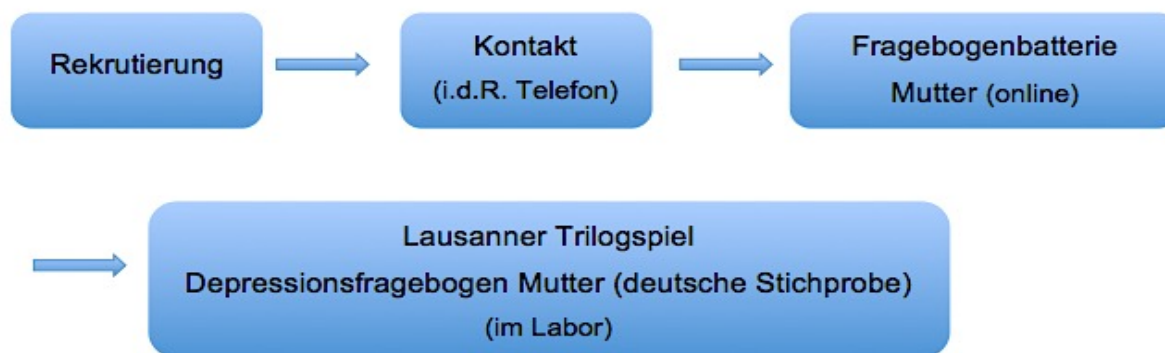 Rekrutierung
Kontakt
(i.d.R. Telefon)
Fragebogenbatterie
Mutter (online)
Lausanner Trilogspiel
Depressionsfragebogen Mutter (deutsche Stichprobe)
(im Labor)